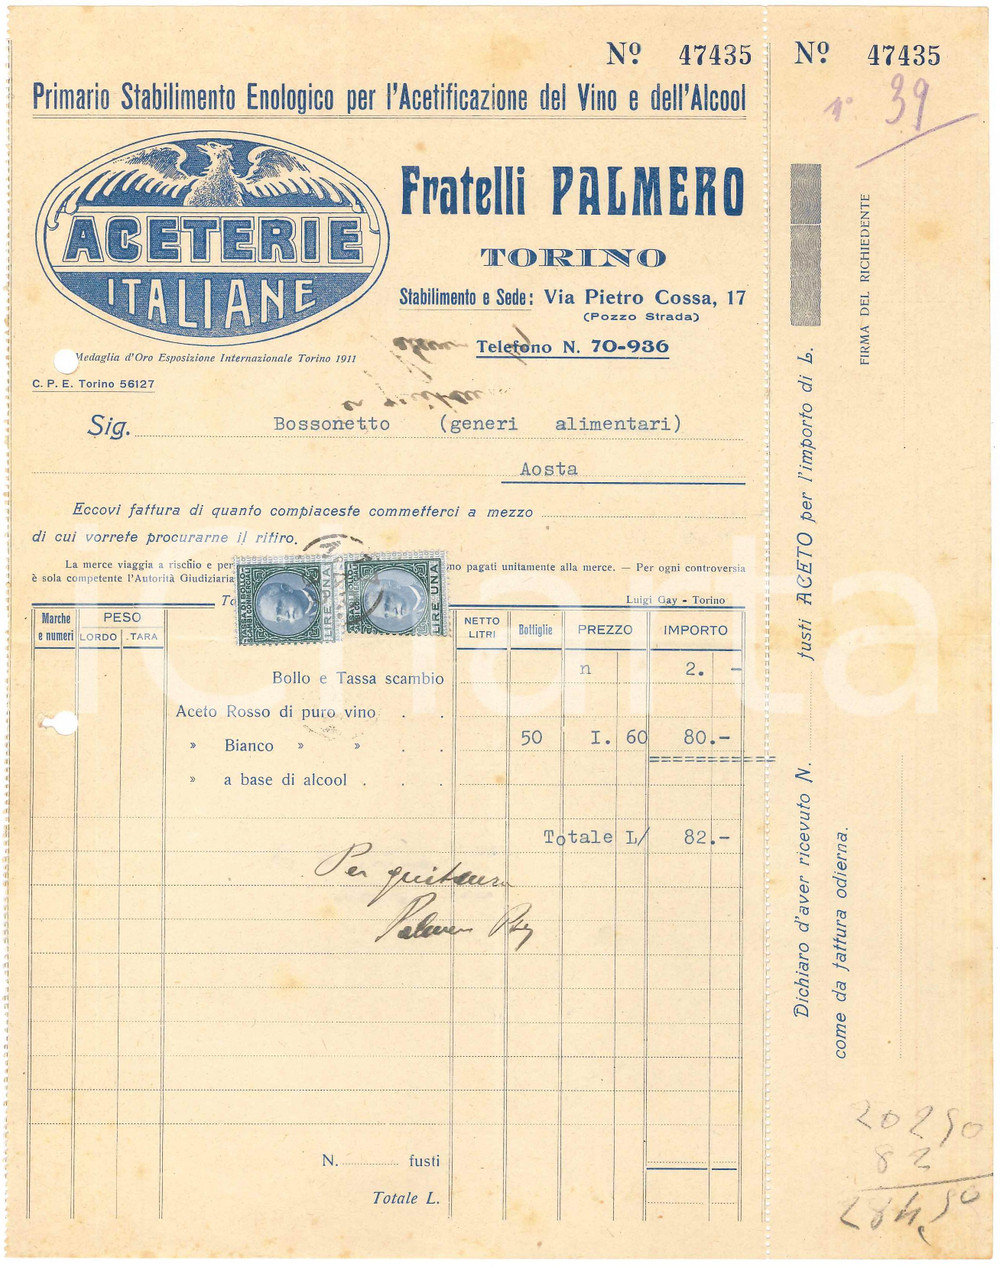 Nº 47435
Nº 47435
1° 39
Primario Stabilimento Enologico per l'Acetificazione del Vino e dell'Alcool
ACETERIE
ITALIANE
Fratelli PALMERO
TORINO
Stabilimento e Sede: Via Pietro Cossa, 17
(Pozzo Strada)
Telefono N. 70-936
Medaglia d'Oro Esposizione Internazionale Torino 1911
C. P. E. Torino 56127
Sig. Bossonetto (generi alimentari)
Aosta
Eccovi fattura di quanto compiaceste commetterci a mezzo
di cui vorrete procurarne il ritiro.
La merce viaggia a rischio e per no pagati unitamente alla merce. — Per ogni controversia
è sola competente l'Autorità Giudiziaria
To Luigi Gay - Torino
LIRE UNA
LIRE UNA
Marche e numeri PESO LORDO TARA NETTO LITRI Bottiglie PREZZO IMPORTO
Bollo e Tassa scambio n 2. -
Aceto Rosso di puro vino . .
» Bianco » » . . 50 I. 60 80.-
» a base di alcool . . .
Totale L/ 82.-
Per quitanza
Palmero
N. fusti
Totale L.
Dichiaro d'aver ricevuto N. fusti ACETO per l'importo di L.
come da fattura odierna.
FIRMA DEL RICHIEDENTE
202 90
82
284,90
iCharta